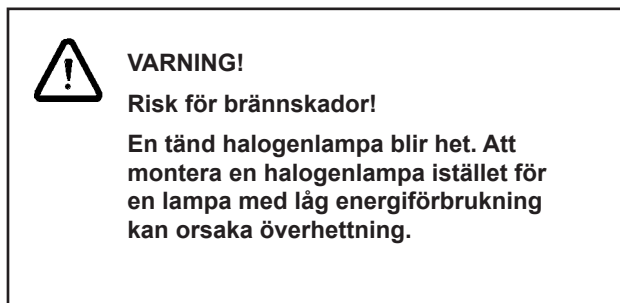 VARNING!
Risk för brännskador!
En tänd halogenlampa blir het. Att
montera en halogenlampa istället för
en lampa med låg energiförbrukning
kan orsaka överhettning.